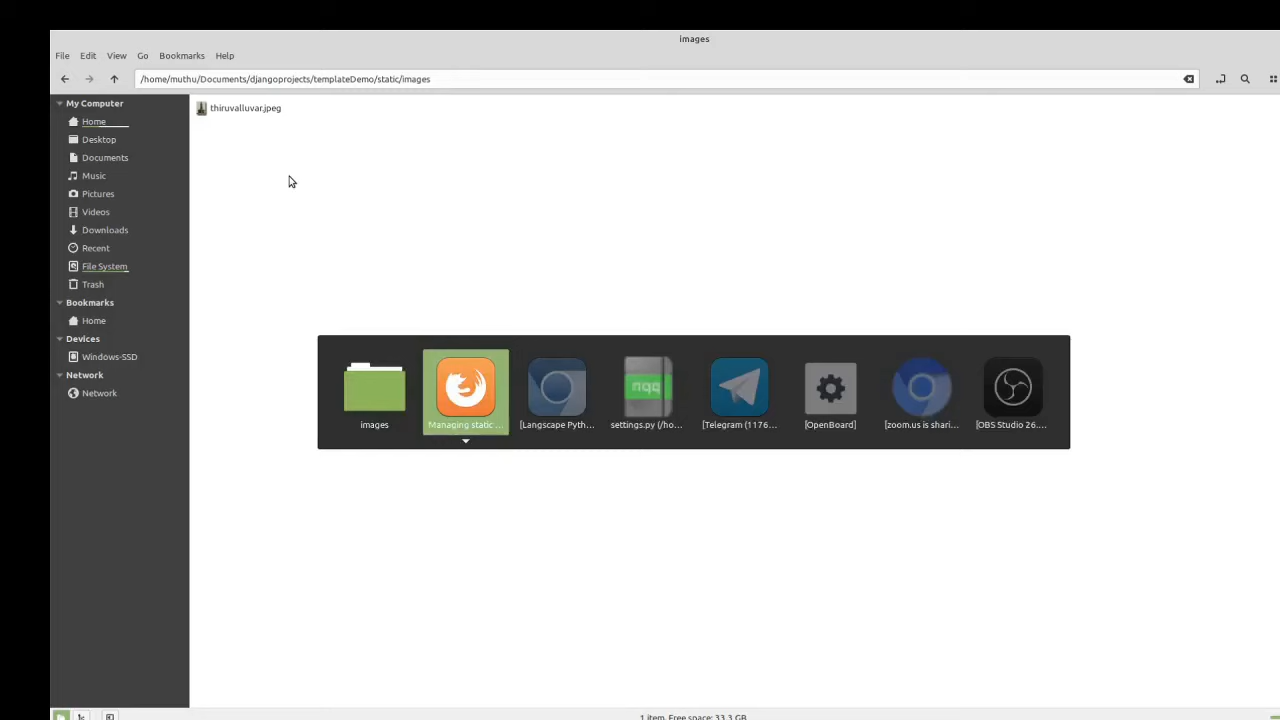 images
File Edit View Go Bookmarks Help
/home/muthu/Documents/djangoprojects/templateDemo/static/images
My Computer
thiruvalluvar.jpeg
Home
Desktop
Documents
Music
Pictures
Videos
Downloads
Recent
File System
Trash
Bookmarks
Home
Devices
Windows-SSD
Network
Network
nqq
images Managing static ... [Langscape Pyth... settings.py (/ho... [Telegram (1176... [OpenBoard] [zoom.us is shari... [OBS Studio 26....
1 item, Free space: 33.3 GB